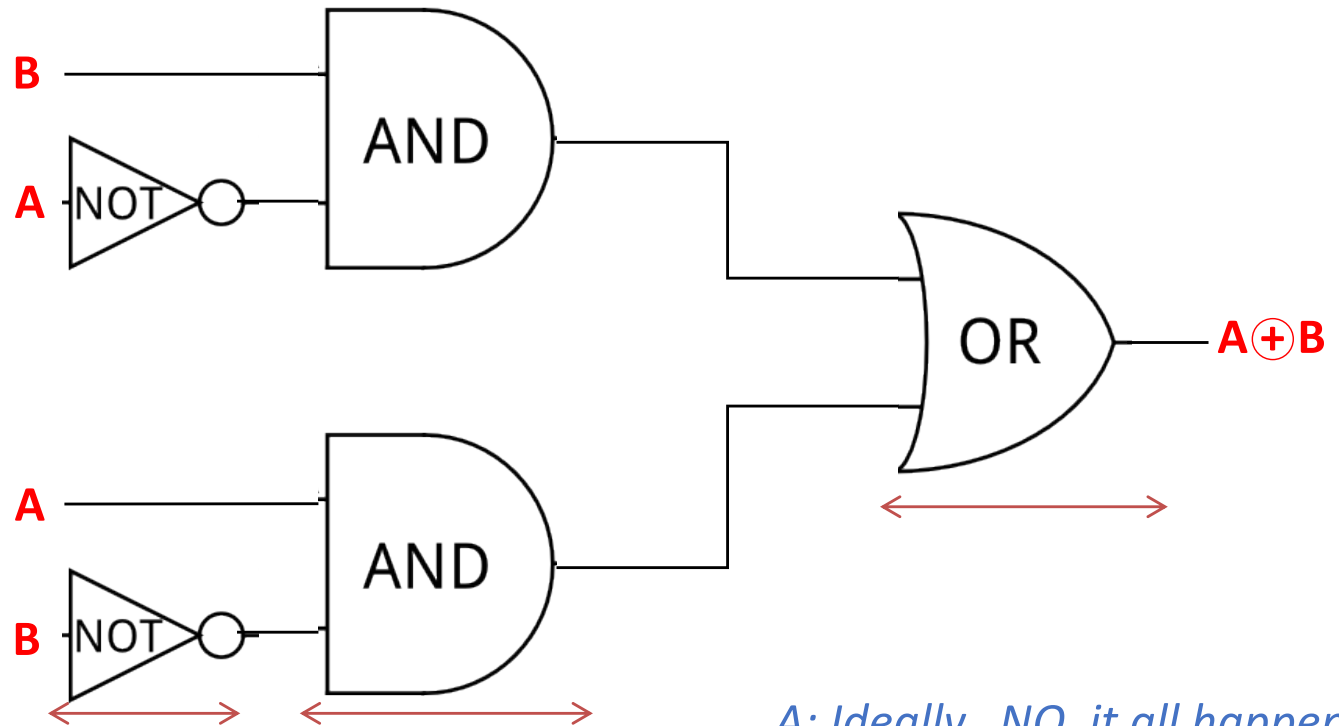 B
AND
A
NOT
OR
A⊕B
A
AND
B
NOT
A: Ideally, NO, it all happen